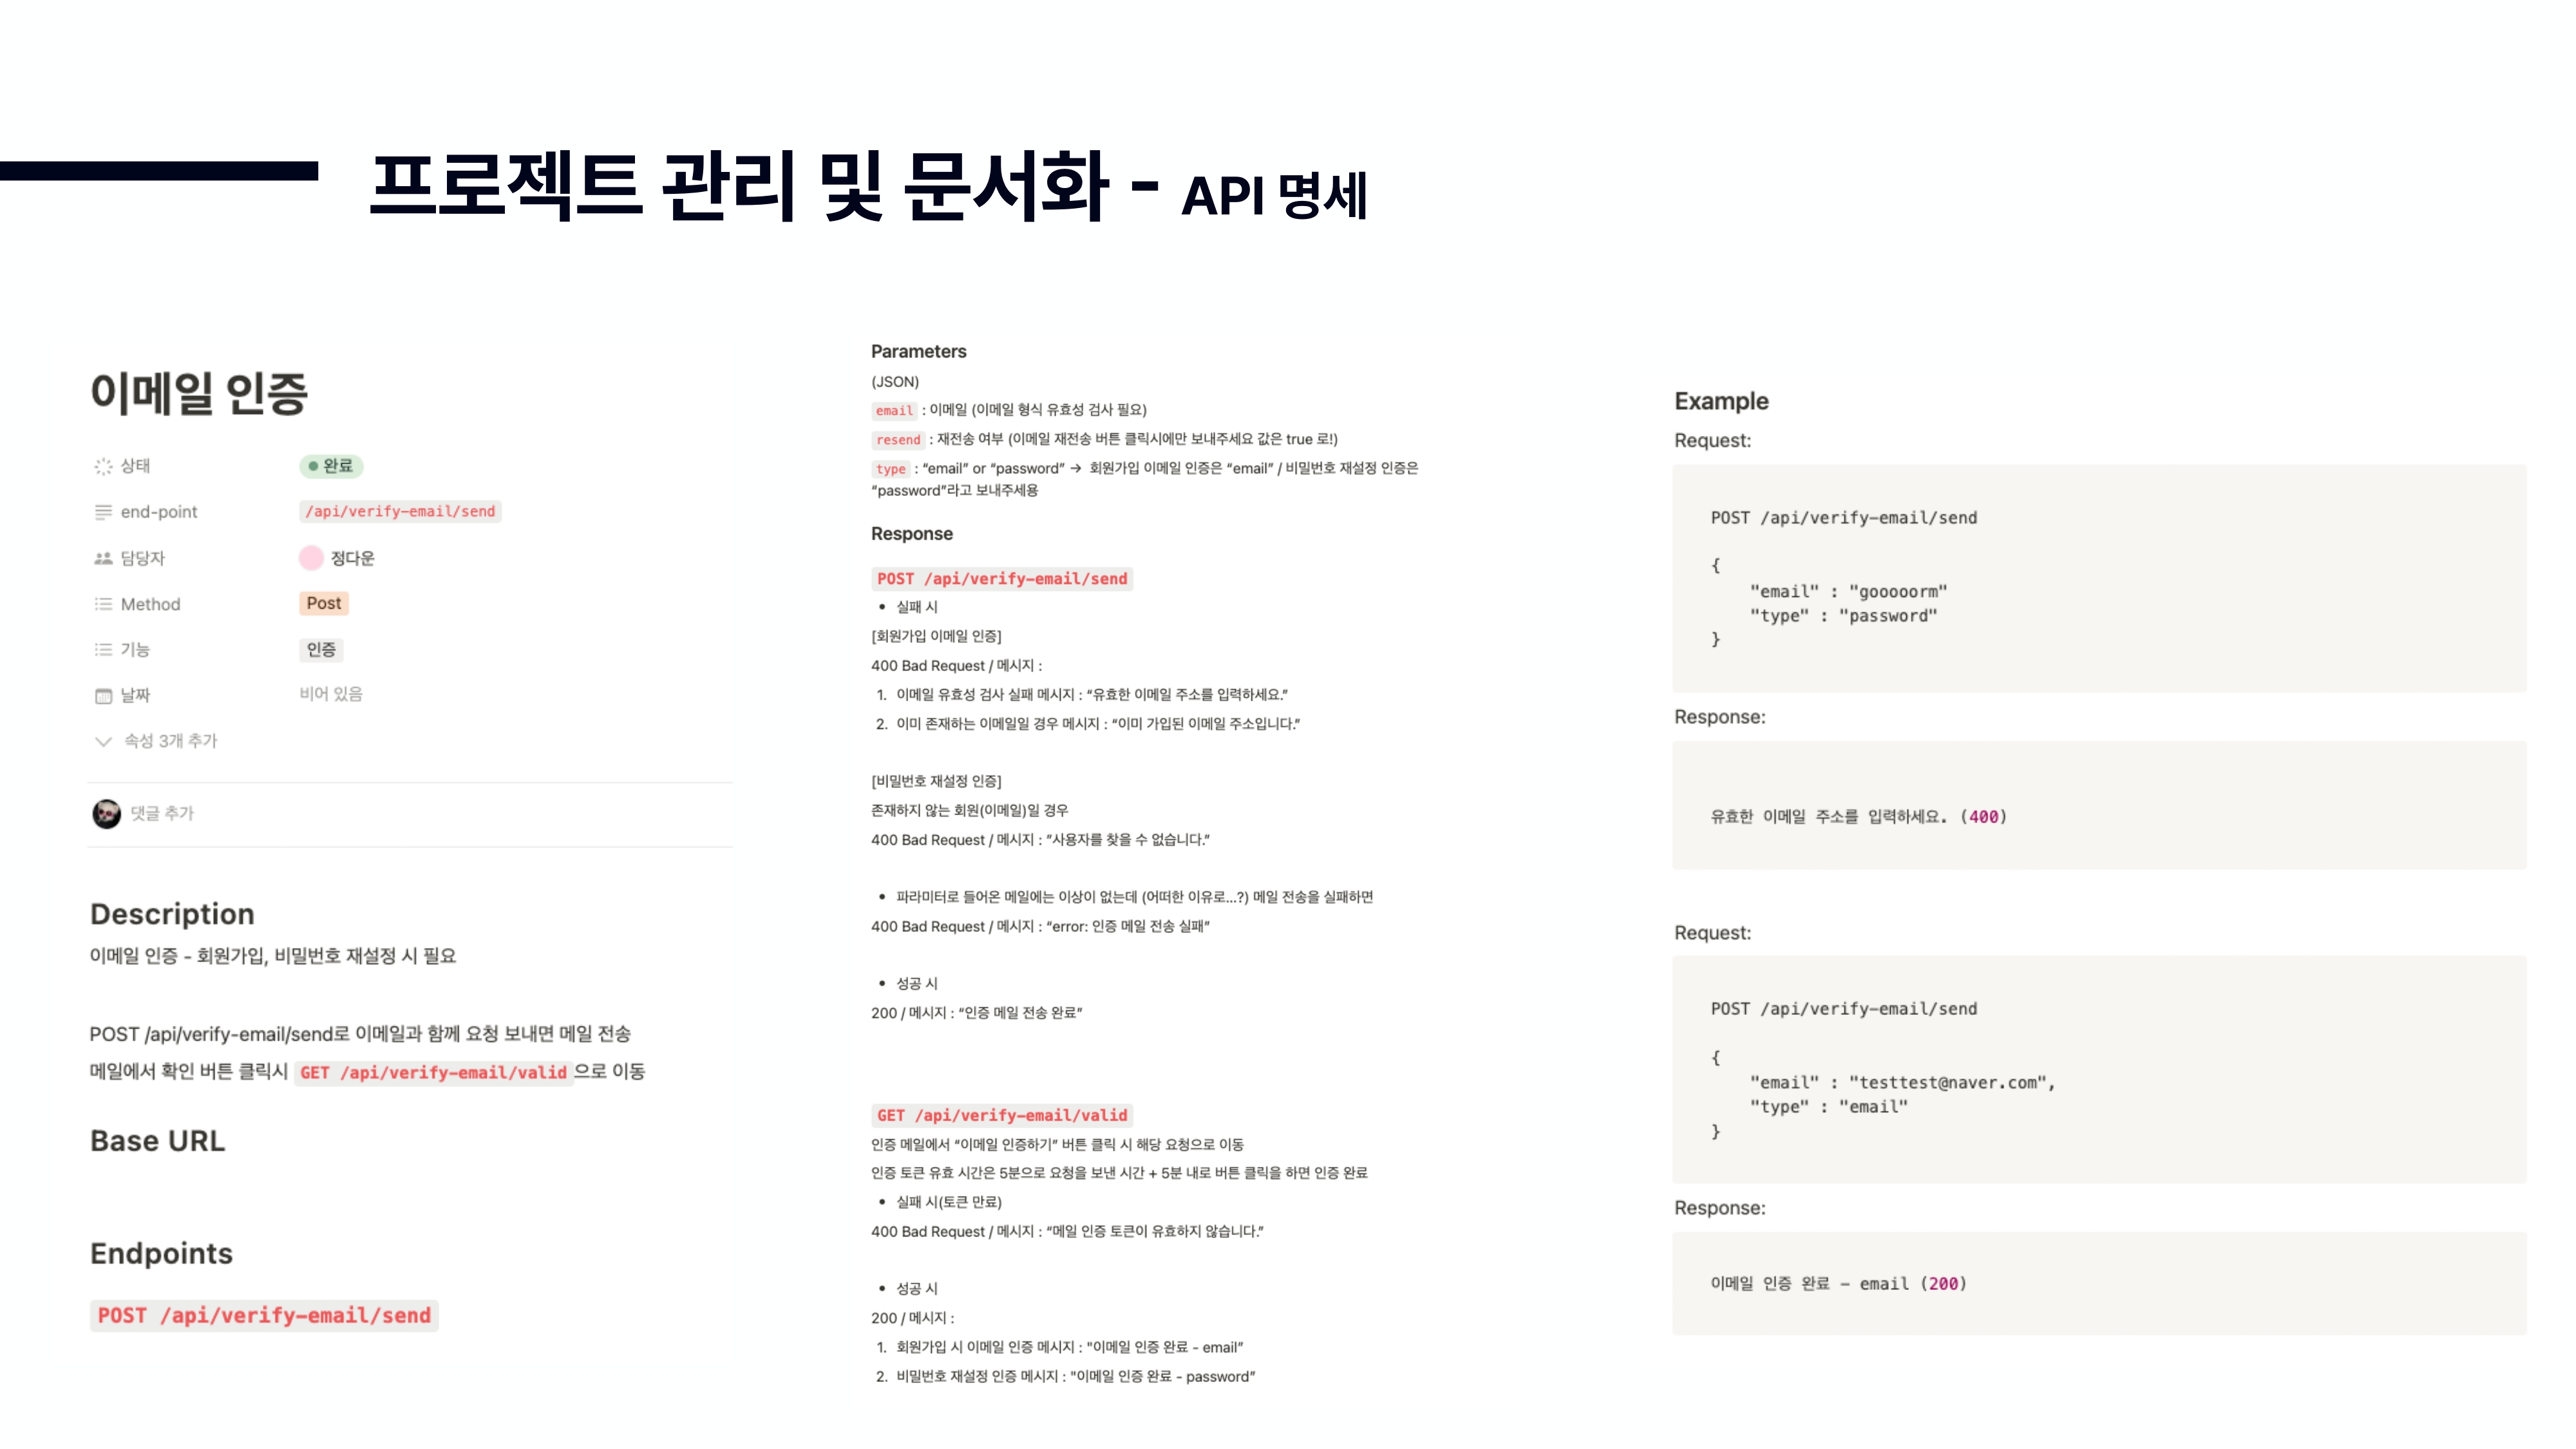 프로젝트 관리 및 문서화 - API 명세
이메일 인증
상태 완료
end-point /api/verify-email/send
담당자 정다운
Method Post
기능 인증
날짜 비어 있음
속성 3개 추가
댓글 추가
Description
이메일 인증 - 회원가입, 비밀번호 재설정 시 필요
POST /api/verify-email/send로 이메일과 함께 요청 보내면 메일 전송
메일에서 확인 버튼 클릭시 GET /api/verify-email/valid 으로 이동
Base URL
Endpoints
POST /api/verify-email/send
Parameters
(JSON)
email : 이메일 (이메일 형식 유효성 검사 필요)
resend : 재전송 여부 (이메일 재전송 버튼 클릭시에만 보내주세요 값은 true 로!)
type : “email” or “password” → 회원가입 이메일 인증은 “email” / 비밀번호 재설정 인증은
“password”라고 보내주세용
Response
POST /api/verify-email/send
• 실패 시
[회원가입 이메일 인증]
400 Bad Request / 메시지 :
1. 이메일 유효성 검사 실패 메시지 : “유효한 이메일 주소를 입력하세요.”
2. 이미 존재하는 이메일일 경우 메시지 : “이미 가입된 이메일 주소입니다.”
[비밀번호 재설정 인증]
존재하지 않는 회원(이메일)일 경우
400 Bad Request / 메시지 : “사용자를 찾을 수 없습니다.”
• 파라미터로 들어온 메일에는 이상이 없는데 (어떠한 이유로...?) 메일 전송을 실패하면
400 Bad Request / 메시지 : “error: 인증 메일 전송 실패”
• 성공 시
200 / 메시지 : “인증 메일 전송 완료”
GET /api/verify-email/valid
인증 메일에서 “이메일 인증하기” 버튼 클릭 시 해당 요청으로 이동
인증 토큰 유효 시간은 5분으로 요청을 보낸 시간 + 5분 내로 버튼 클릭을 하면 인증 완료
• 실패 시(토큰 만료)
400 Bad Request / 메시지 : “메일 인증 토큰이 유효하지 않습니다.”
• 성공 시
200 / 메시지 :
1. 회원가입 시 이메일 인증 메시지 : "이메일 인증 완료 - email”
2. 비밀번호 재설정 인증 메시지 : "이메일 인증 완료 - password”
Example
Request:
POST /api/verify-email/send
{
"email" : "gooooorm"
"type" : "password"
}
Response:
유효한 이메일 주소를 입력하세요. (400)
Request:
POST /api/verify-email/send
{
"email" : "testtest@naver.com",
"type" : "email"
}
Response:
이메일 인증 완료 - email (200)